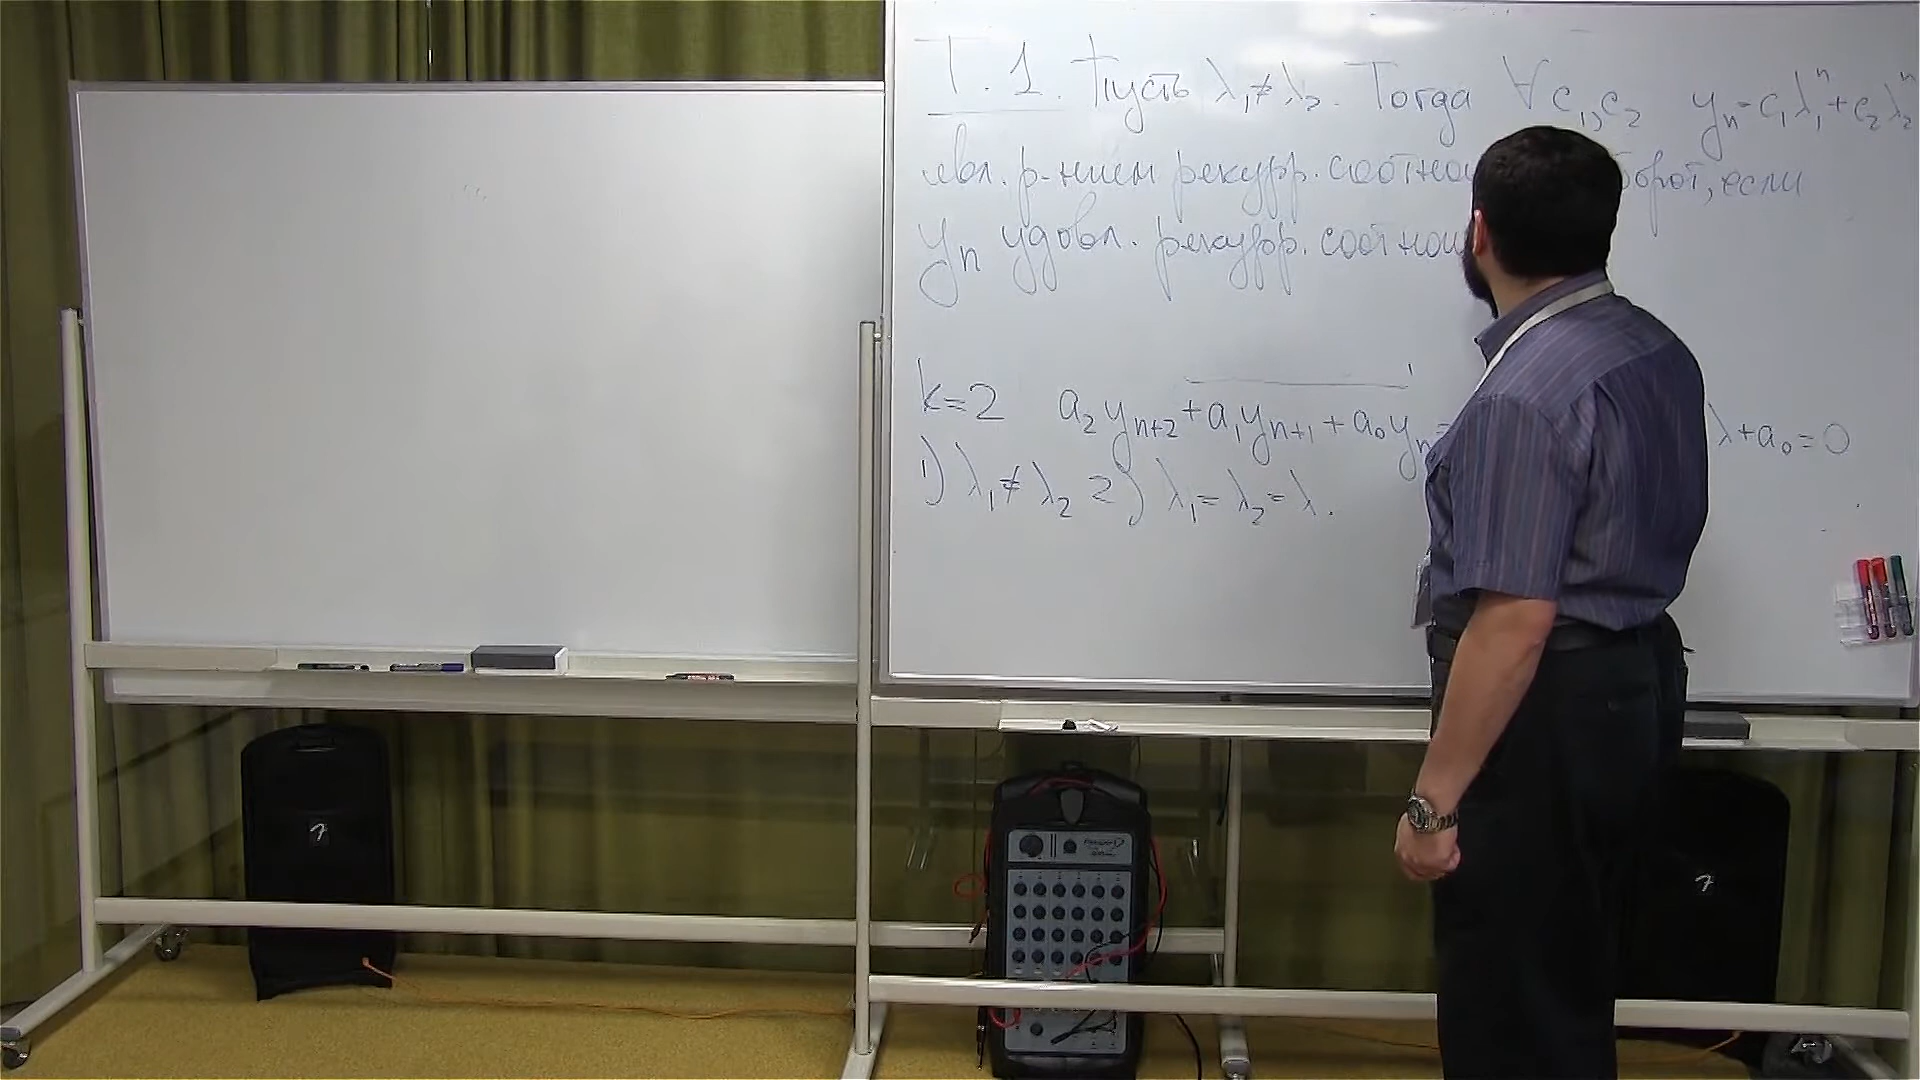 Т.1. Пусть λ₁≠λ₂. Тогда ∀ c₁,c₂ yₙ=c₁λ₁ⁿ+c₂λ₂ⁿ
явл. р-нием рекурр. соотнош , если
yₙ удовл. рекурр. соотнош
k=2 a₂yₙ₊₂+a₁yₙ₊₁+a₀yₙ= λ+a₀=0
1) λ₁≠λ₂ 2) λ₁=λ₂=λ.